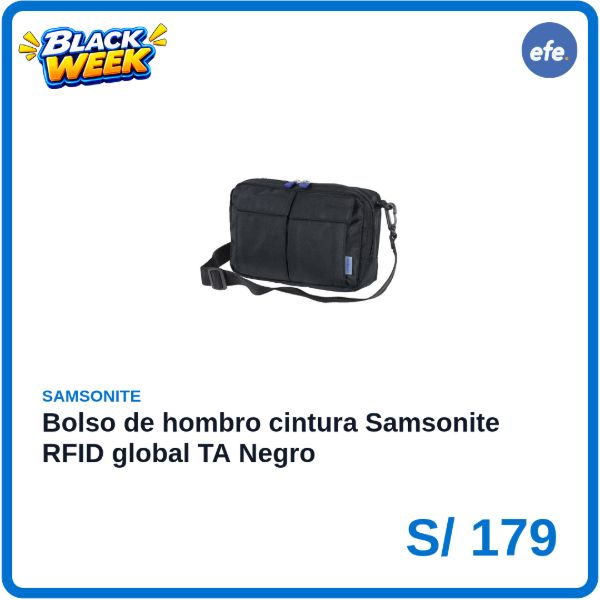 BLACK
WEEK
efe.
SAMSONITE
Bolso de hombro cintura Samsonite
RFID global TA Negro
S/ 179